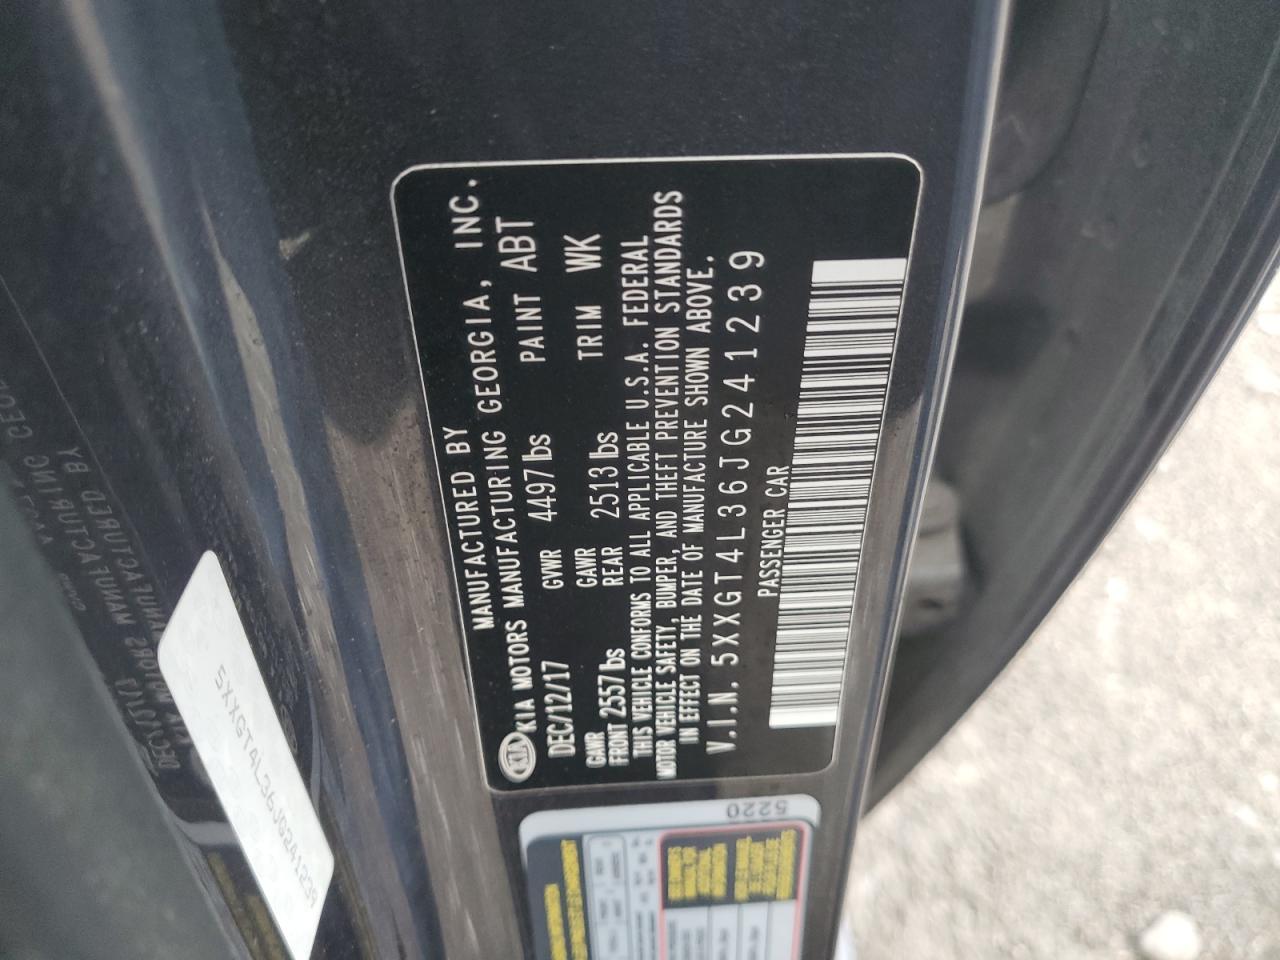 MANUFACTURED BY
KIA KIA MOTORS MANUFACTURING GEORGIA, INC.
DEC/12/17 GVWR 4497 lbs PAINT ABT
GAWR FRONT 2557 lbs GAWR REAR 2513 lbs TRIM WK
THIS VEHICLE CONFORMS TO ALL APPLICABLE U.S.A. FEDERAL
MOTOR VEHICLE SAFETY, BUMPER, AND THEFT PREVENTION STANDARDS
IN EFFECT ON THE DATE OF MANUFACTURE SHOWN ABOVE.
V.I.N. 5XXGT4L36JG241239
PASSENGER CAR
5XXGT4L36JG241239
5220